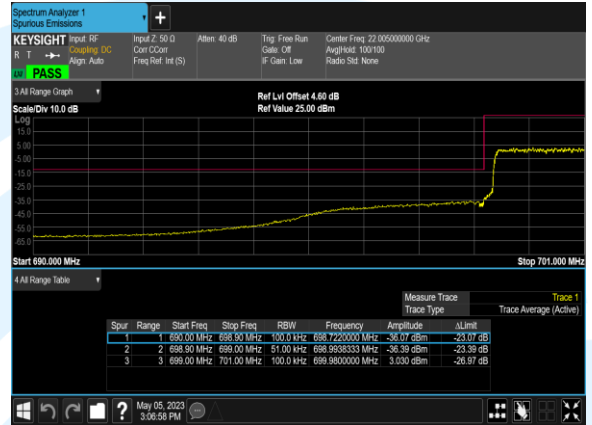 Spectrum Analyzer 1
Spurious Emissions
+
KEYSIGHT Input: RF Input Z: 50 Ω Atten: 40 dB Trig: Free Run Center Freq: 22.005000000 GHz
R T Coupling: DC Corr CCorr Gate: Off Avg|Hold: 100/100
Align: Auto Freq Ref: Int (S) IF Gain: Low Radio Std: None
PASS
3 All Range Graph
Ref Lvl Offset 4.60 dB
Scale/Div 10.0 dB Ref Value 25.00 dBm
Log
15.0
5.00
-5.00
-15.0
-25.0
-35.0
-45.0
-55.0
-65.0
Start 690.000 MHz Stop 701.000 MHz
4 All Range Table
Measure Trace Trace 1
Trace Type Trace Average (Active)
Spur Range Start Freq Stop Freq RBW Frequency Amplitude ΔLimit
1 1 690.00 MHz 698.90 MHz 100.0 kHz 698.7220000 MHz -36.07 dBm -23.07 dB
2 2 698.90 MHz 699.00 MHz 51.00 kHz 698.9938333 MHz -36.39 dBm -23.39 dB
3 3 699.00 MHz 701.00 MHz 100.0 kHz 699.9800000 MHz 3.030 dBm -26.97 dB
? May 05, 2023
3:06:58 PM